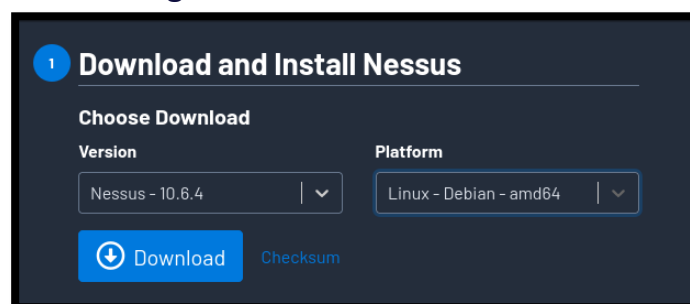 1 Download and Install Nessus
Choose Download
Version Platform
Nessus - 10.6.4 Linux - Debian - amd64
Download Checksum